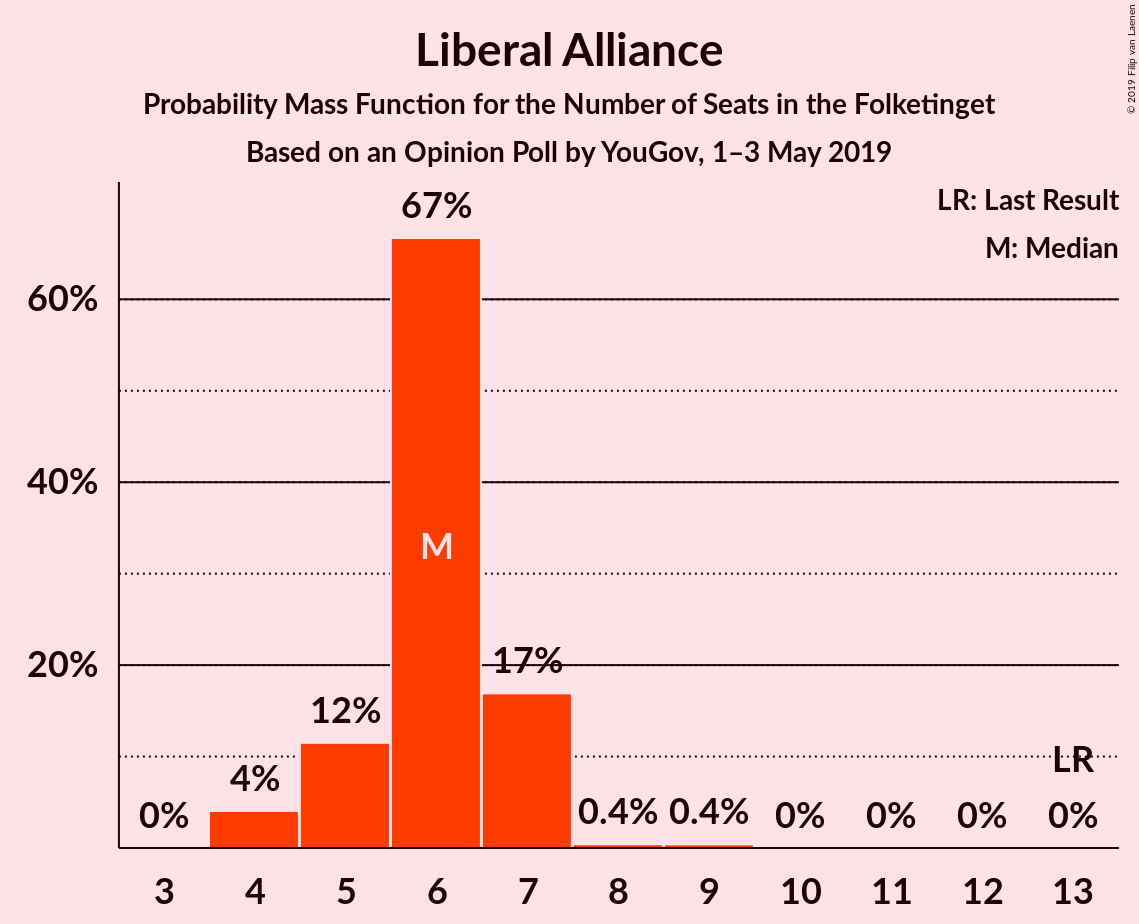 Liberal Alliance
Probability Mass Function for the Number of Seats in the Folketinget
Based on an Opinion Poll by YouGov, 1–3 May 2019
© 2019 Filip van Laenen
LR: Last Result
M: Median
67%
60%
40%
M
20%
17%
12%
4%
LR
0%
0.4%
0.4%
0%
0%
0%
0%
3 4 5 6 7 8 9 10 11 12 13